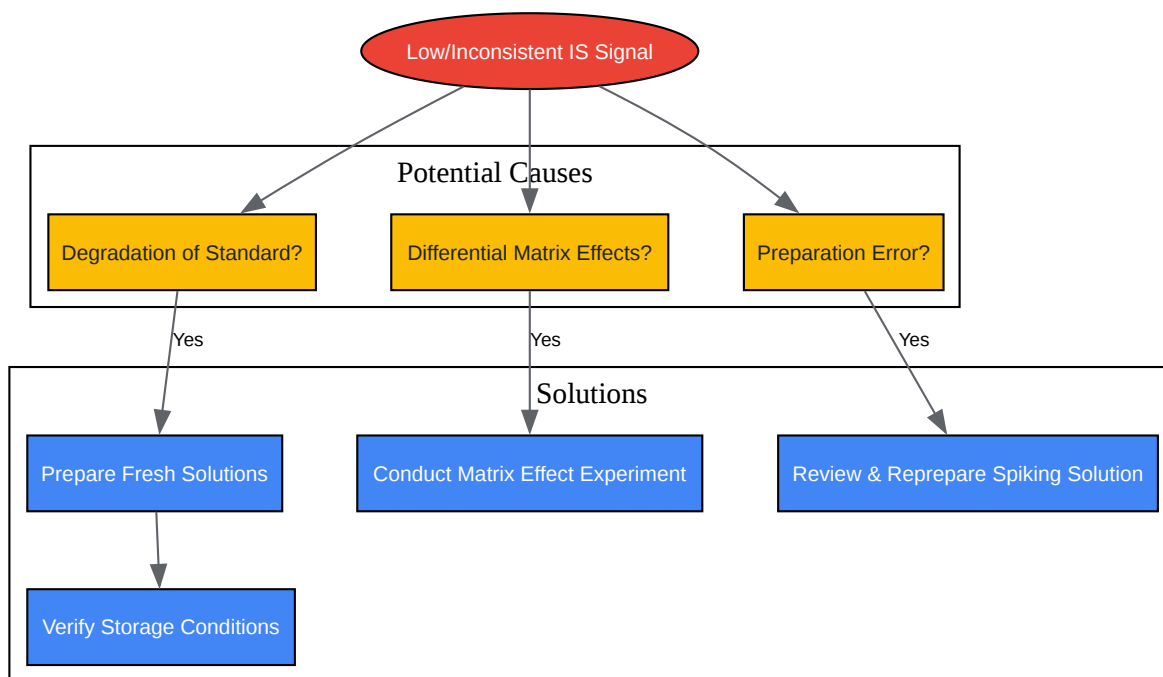 Low/Inconsistent IS Signal
Potential Causes
Degradation of Standard?
Differential Matrix Effects?
Preparation Error?
Yes
Yes
Yes
Solutions
Prepare Fresh Solutions
Conduct Matrix Effect Experiment
Review & Reprepare Spiking Solution
Verify Storage Conditions